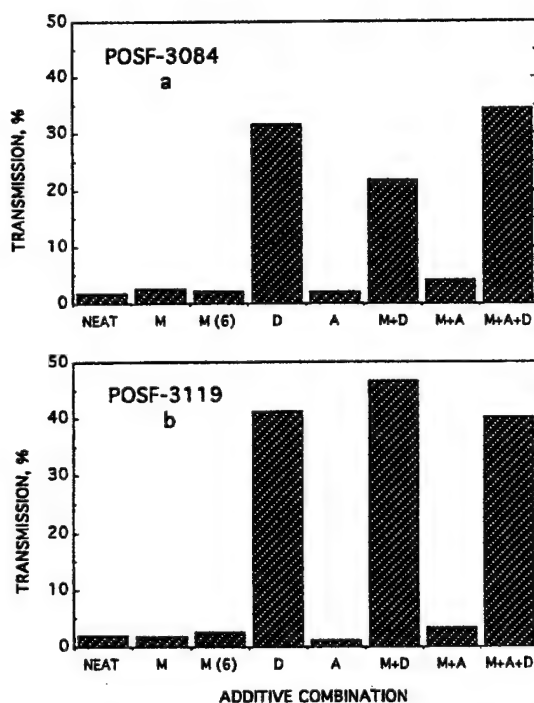 50
POSF-3084
a
40
30
20
10
0
TRANSMISSION, %
NEAT M M (6) D A M+D M+A M+A+D
50
POSF-3119
b
40
30
20
10
0
TRANSMISSION, %
NEAT M M (6) D A M+D M+A M+A+D
ADDITIVE COMBINATION